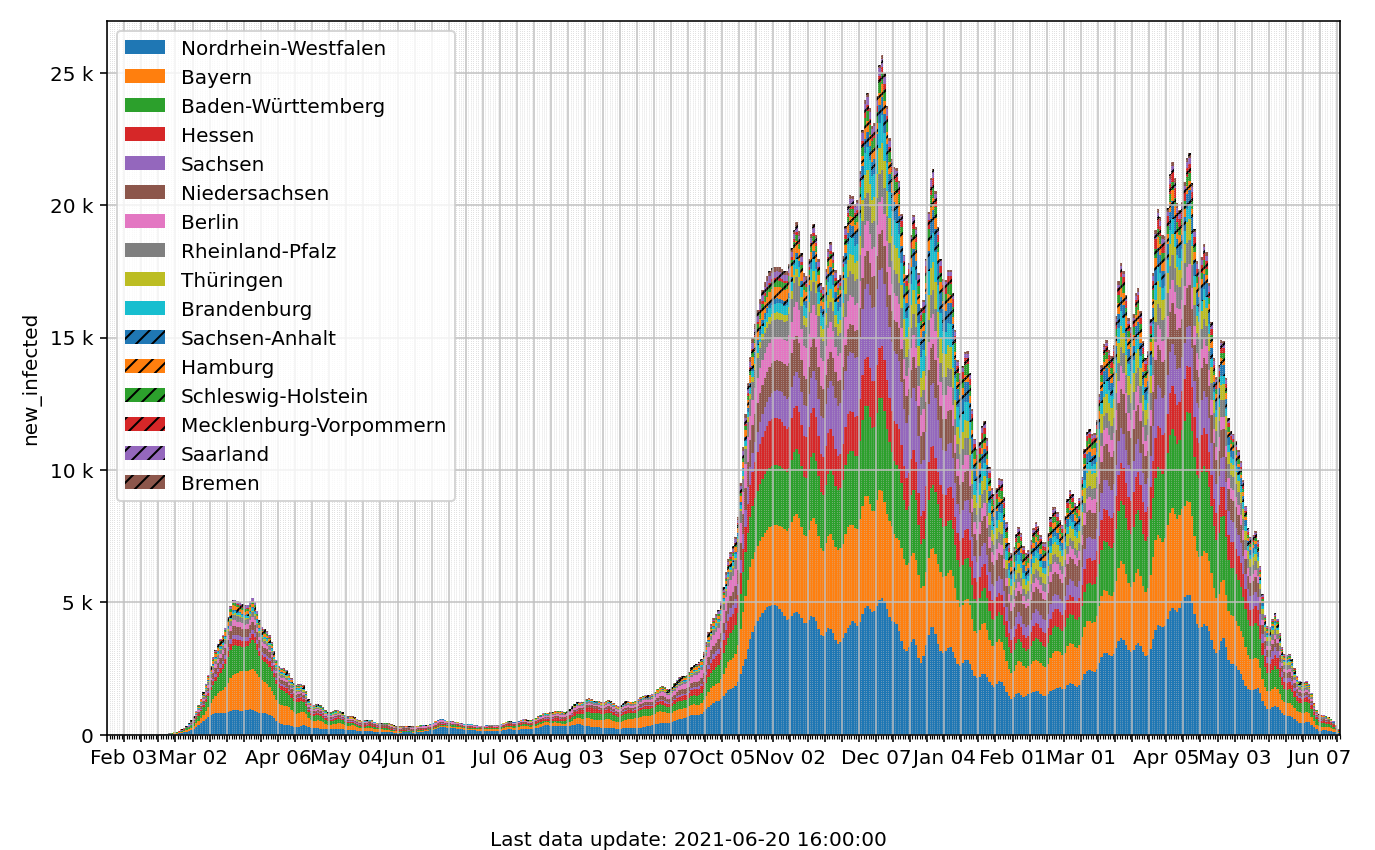 25 k
20 k
15 k
10 k
5 k
0
new_infected
Nordrhein-Westfalen
Bayern
Baden-Württemberg
Hessen
Sachsen
Niedersachsen
Berlin
Rheinland-Pfalz
Thüringen
Brandenburg
Sachsen-Anhalt
Hamburg
Schleswig-Holstein
Mecklenburg-Vorpommern
Saarland
Bremen
Feb 03 Mar 02 Apr 06 May 04 Jun 01 Jul 06 Aug 03 Sep 07 Oct 05 Nov 02 Dec 07 Jan 04 Feb 01 Mar 01 Apr 05 May 03 Jun 07
Last data update: 2021-06-20 16:00:00